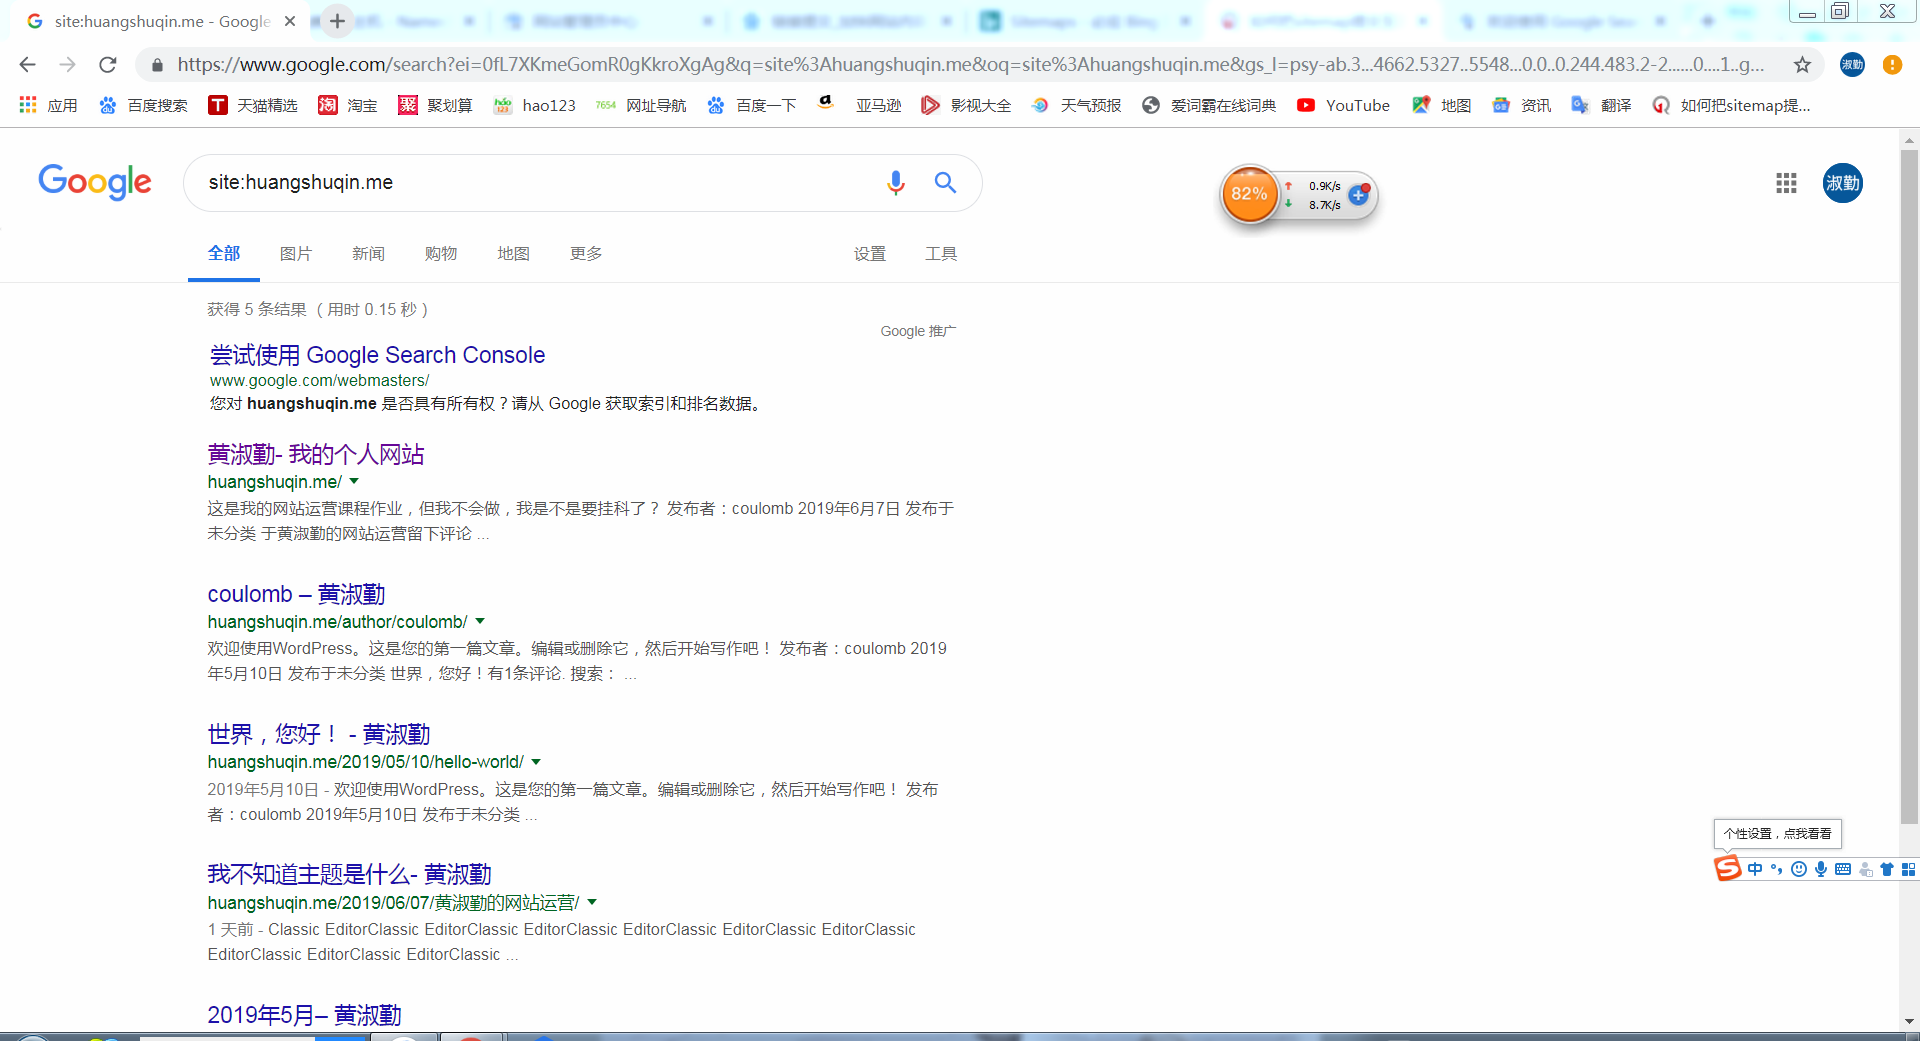 site:huangshuqin.me - Google
https://www.google.com/search?ei=0fL7XKmeGomR0gKkroXgAg&q=site%3Ahuangshuqin.me&oq=site%3Ahuangshuqin.me&gs_l=psy-ab.3...4662.5327..5548...0.0..0.244.483.2-2......0....1..g...
淑勤
应用 百度搜索 T 天猫精选 淘 淘宝 聚 聚划算 hao123 hao123 7654 网址导航 百度一下 a 亚马逊 影视大全 天气预报 爱词霸在线词典 YouTube 地图 资讯 翻译 如何把sitemap提...
Google
site:huangshuqin.me
82%
0.9K/s
8.7K/s
淑勤
全部 图片 新闻 购物 地图 更多 设置 工具
获得 5 条结果 （用时 0.15 秒）
Google 推广
尝试使用 Google Search Console
www.google.com/webmasters/
您对 huangshuqin.me 是否具有所有权？请从 Google 获取索引和排名数据。
黄淑勤- 我的个人网站
huangshuqin.me/
这是我的网站运营课程作业，但我不会做，我是不是要挂科了？ 发布者：coulomb 2019年6月7日 发布于
未分类 于黄淑勤的网站运营留下评论 ...
coulomb – 黄淑勤
huangshuqin.me/author/coulomb/
欢迎使用WordPress。这是您的第一篇文章。编辑或删除它，然后开始写作吧！ 发布者：coulomb 2019
年5月10日 发布于未分类 世界，您好！有1条评论. 搜索： ...
世界，您好！ - 黄淑勤
huangshuqin.me/2019/05/10/hello-world/
2019年5月10日 - 欢迎使用WordPress。这是您的第一篇文章。编辑或删除它，然后开始写作吧！ 发布
者：coulomb 2019年5月10日 发布于未分类 ...
个性设置，点我看看
S 中
我不知道主题是什么- 黄淑勤
huangshuqin.me/2019/06/07/黄淑勤的网站运营/
1 天前 - Classic EditorClassic EditorClassic EditorClassic EditorClassic EditorClassic EditorClassic
EditorClassic EditorClassic EditorClassic ...
2019年5月– 黄淑勤